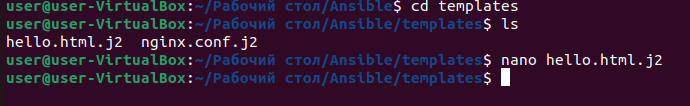 user@user-VirtualBox:~/Рабочий стол/Ansible$ cd templates
user@user-VirtualBox:~/Рабочий стол/Ansible/templates$ ls
hello.html.j2  nginx.conf.j2
user@user-VirtualBox:~/Рабочий стол/Ansible/templates$ nano hello.html.j2
user@user-VirtualBox:~/Рабочий стол/Ansible/templates$